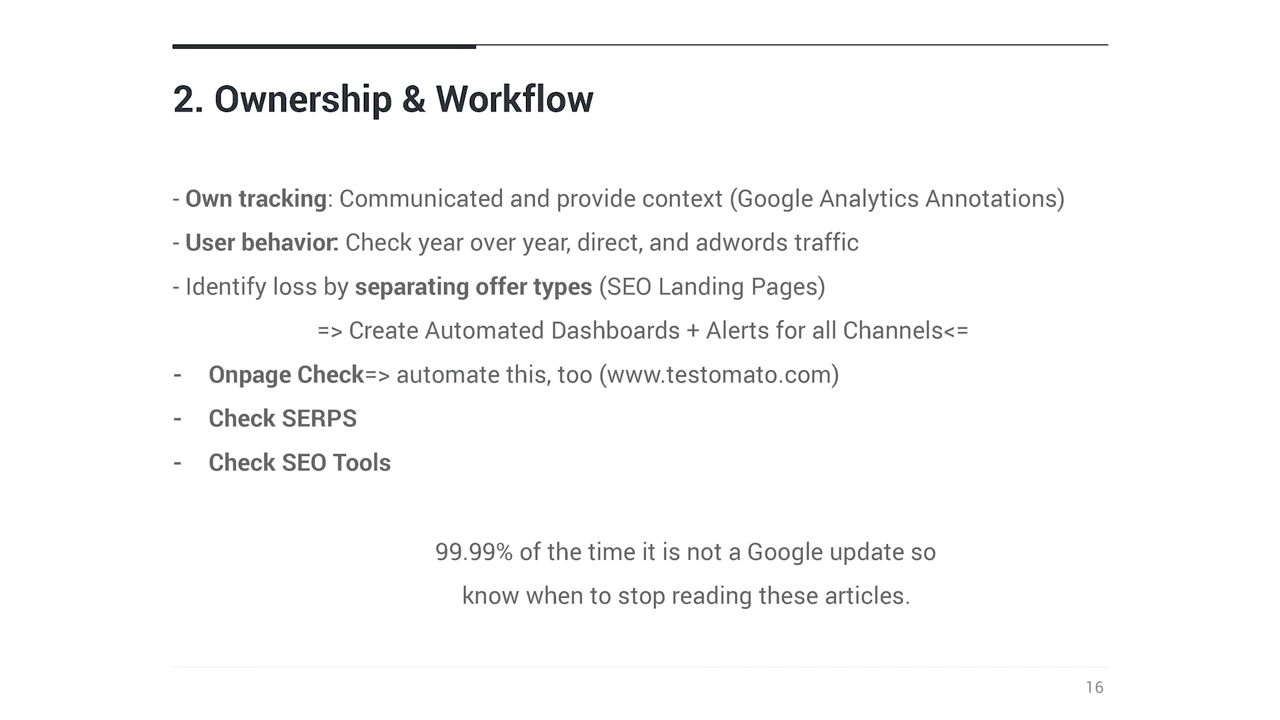 2. Ownership & Workflow
- Own tracking: Communicated and provide context (Google Analytics Annotations)
- User behavior: Check year over year, direct, and adwords traffic
- Identify loss by separating offer types (SEO Landing Pages)
=> Create Automated Dashboards + Alerts for all Channels<=
- Onpage Check=> automate this, too (www.testomato.com)
- Check SERPS
- Check SEO Tools
99.99% of the time it is not a Google update so
know when to stop reading these articles.
16